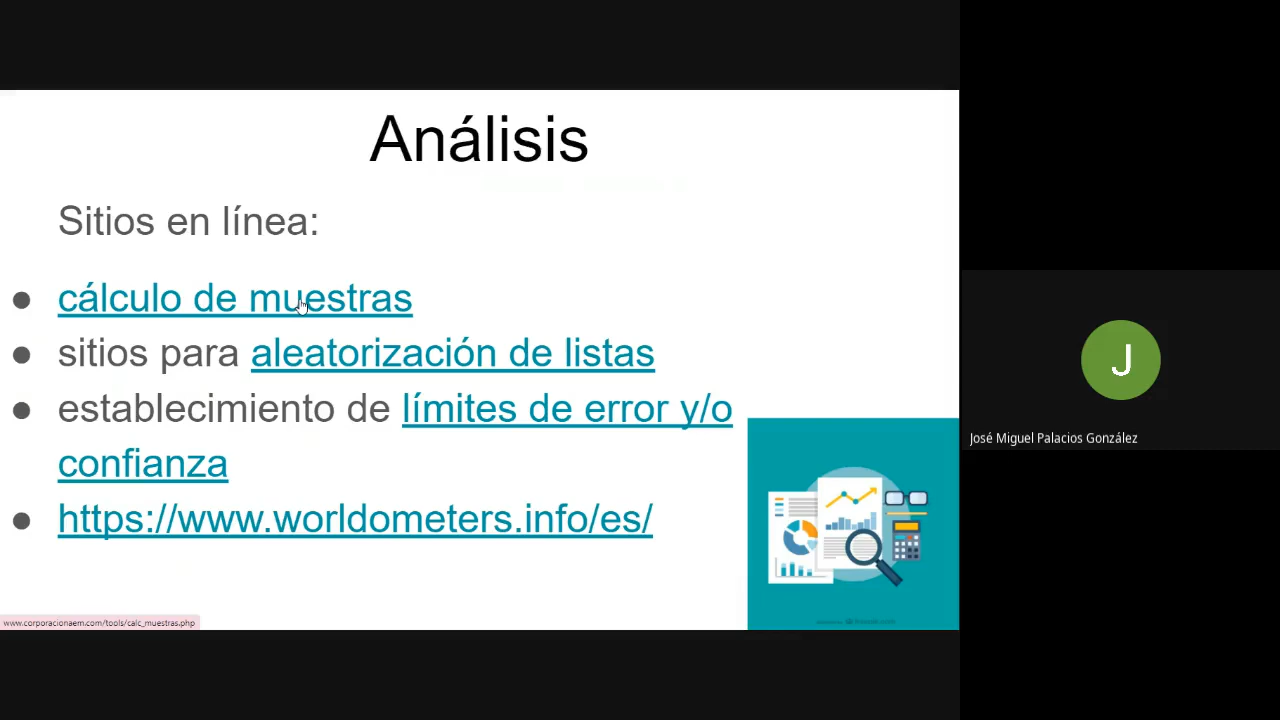 Análisis
Sitios en línea:
● cálculo de muestras
● sitios para aleatorización de listas
● establecimiento de límites de error y/o
confianza
● https://www.worldometers.info/es/
www.corporacionaem.com/tools/calc_muestras.php
J
José Miguel Palacios González